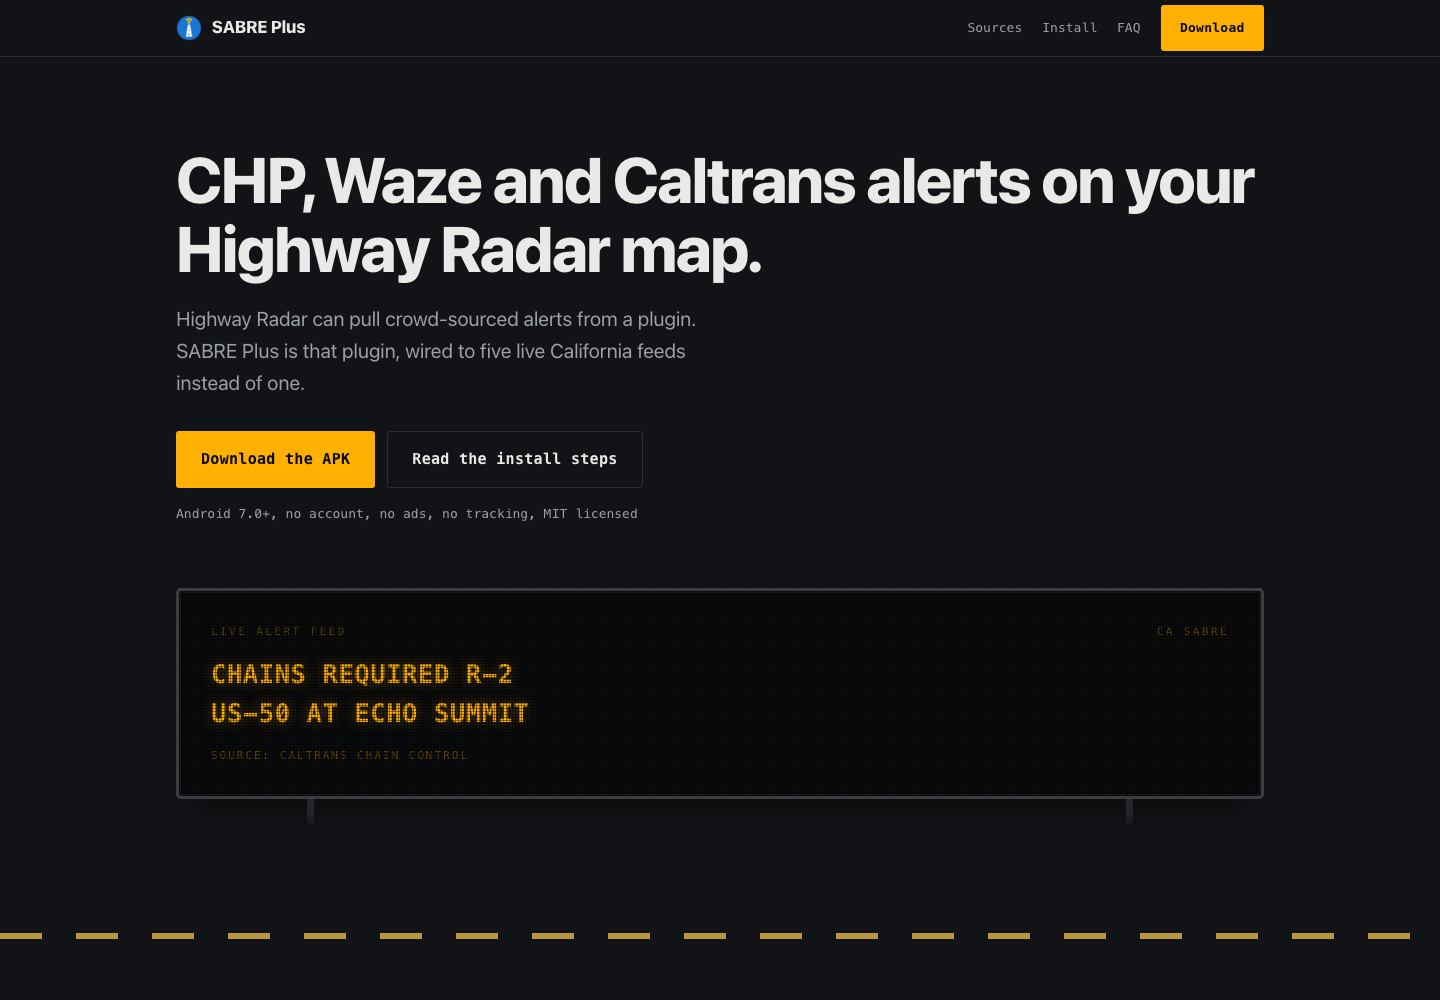 SABRE Plus
Sources Install FAQ Download
CHP, Waze and Caltrans alerts on your
Highway Radar map.
Highway Radar can pull crowd-sourced alerts from a plugin.
SABRE Plus is that plugin, wired to five live California feeds
instead of one.
Download the APK Read the install steps
Android 7.0+, no account, no ads, no tracking, MIT licensed
LIVE ALERT FEED CA SABRE
CHAINS REQUIRED R-2
US-50 AT ECHO SUMMIT
SOURCE: CALTRANS CHAIN CONTROL